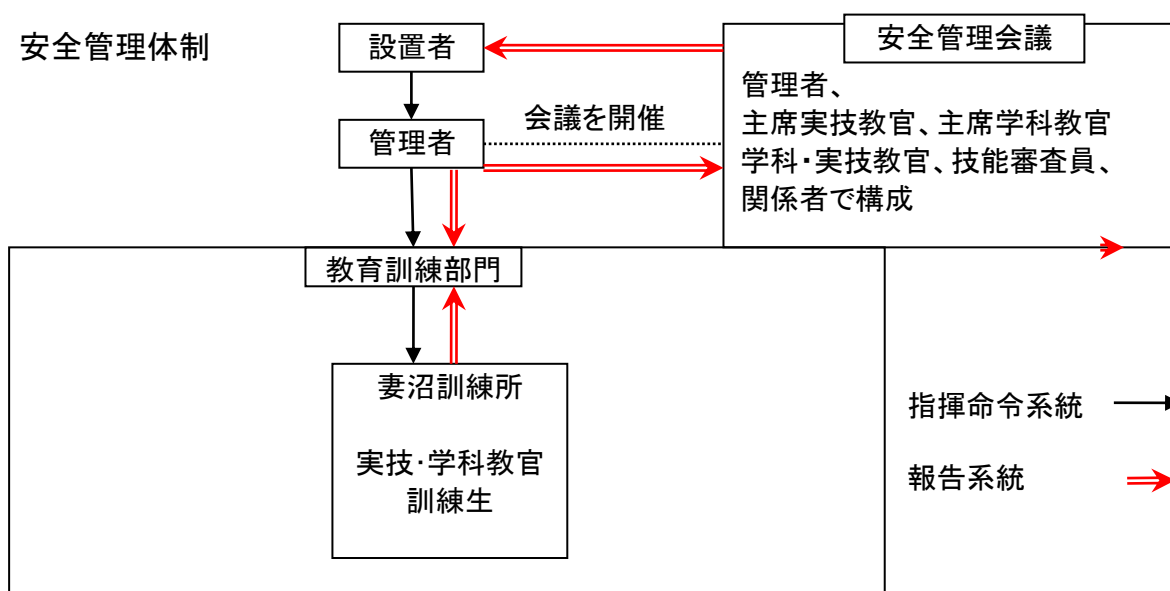 安全管理体制
設置者
安全管理会議
管理者、
主席実技教官、主席学科教官
学科・実技教官、技能審査員、
関係者で構成
会議を開催
管理者
教育訓練部門
妻沼訓練所
実技・学科教官
訓練生
指揮命令系統
報告系統